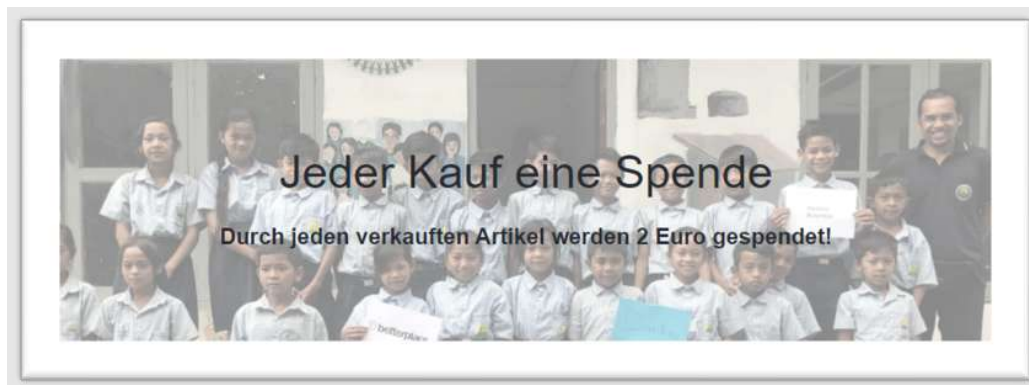 Jeder Kauf eine Spende
Durch jeden verkauften Artikel werden 2 Euro gespendet!
betterplace